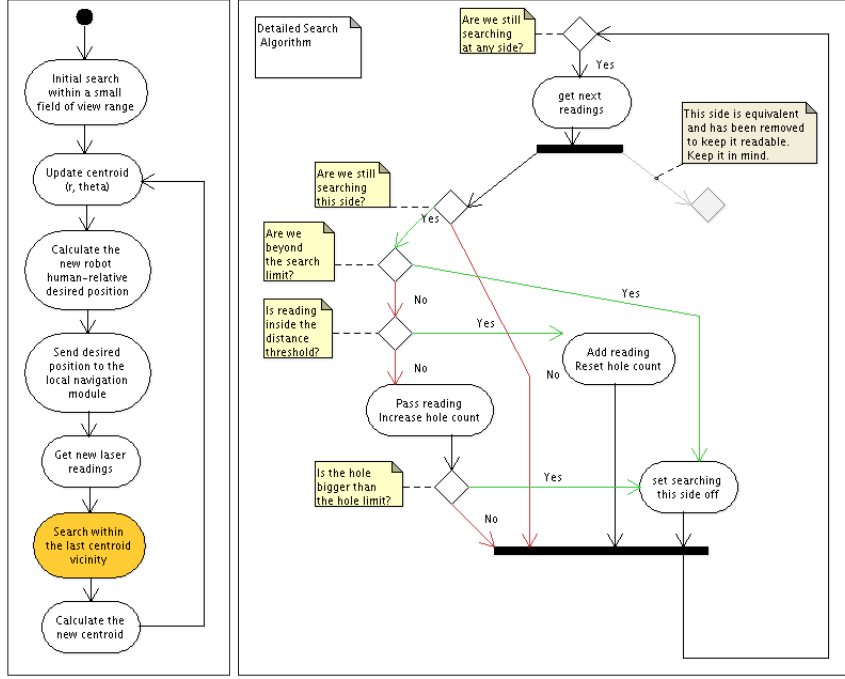 Initial search
within a small
field of view range
Update centroid
(r, theta)
Calculate the
new robot
human-relative
desired position
Send desired
position to the
local navigation
module
Get new laser
readings
Search within
the last centroid
vicinity
Calculate the
new centroid
Detailed Search
Algorithm
Are we still
searching
at any side?
Yes
get next
readings
This side is equivalent
and has been removed
to keep it readable.
Keep it in mind.
Are we still
searching
this side?
Yes
Are we
beyond
the search
limit?
Yes
No
Is reading
inside the
distance
threshold?
Yes
Add reading
Reset hole count
No
No
Pass reading
Increase hole count
Is the hole
bigger than
the hole limit?
Yes
set searching
this side off
No